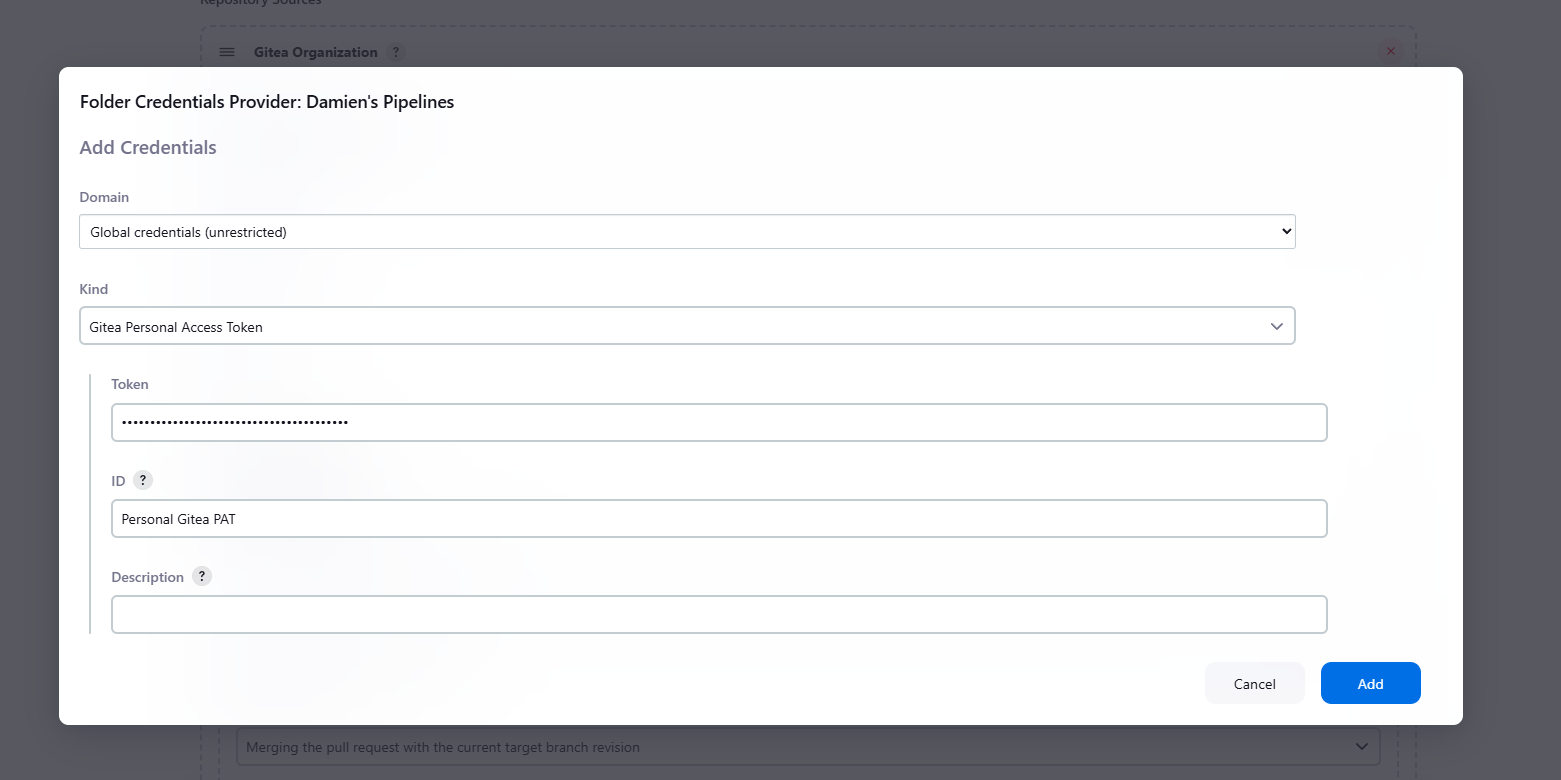 Repository Sources
Gitea Organization ?
Folder Credentials Provider: Damien's Pipelines
Add Credentials
Domain
Global credentials (unrestricted)
Kind
Gitea Personal Access Token
Token
••••••••••••••••••••••••••••••••••••••••
ID ?
Personal Gitea PAT
Description ?
Cancel
Add
Merging the pull request with the current target branch revision